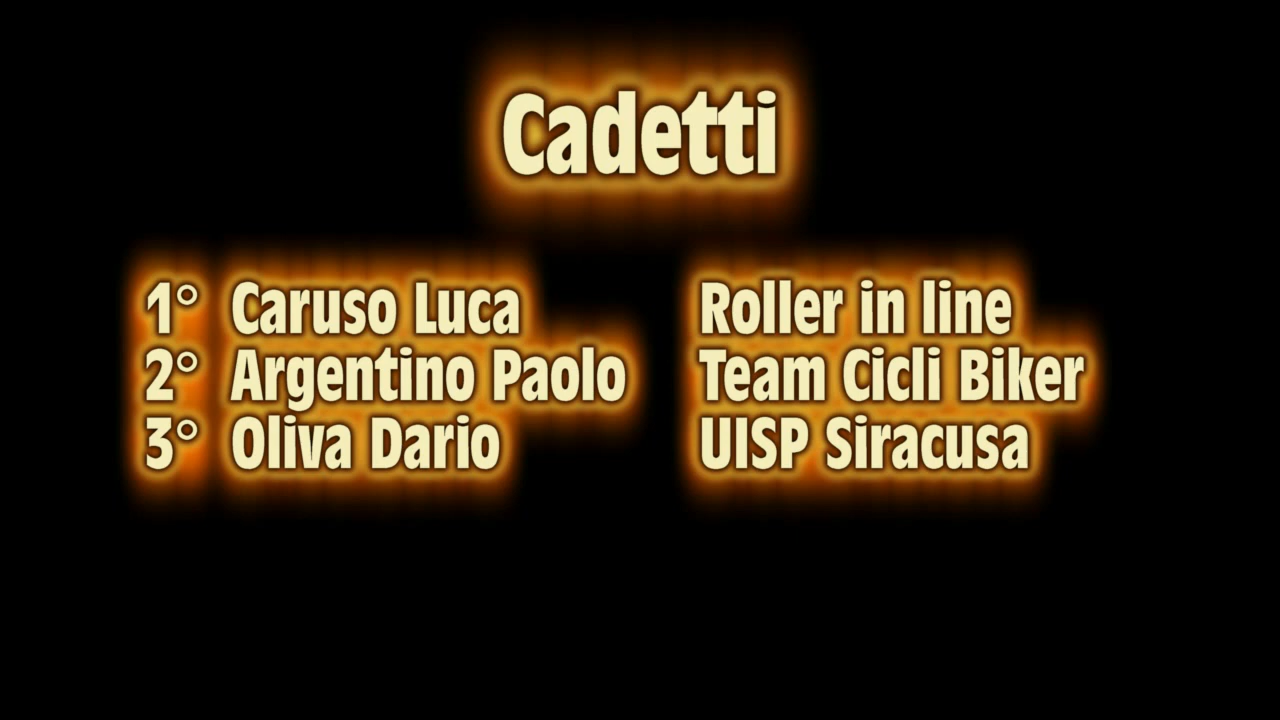 Cadetti
1° Caruso Luca Roller in line
2° Argentino Paolo Team Cicli Biker
3° Oliva Dario UISP Siracusa